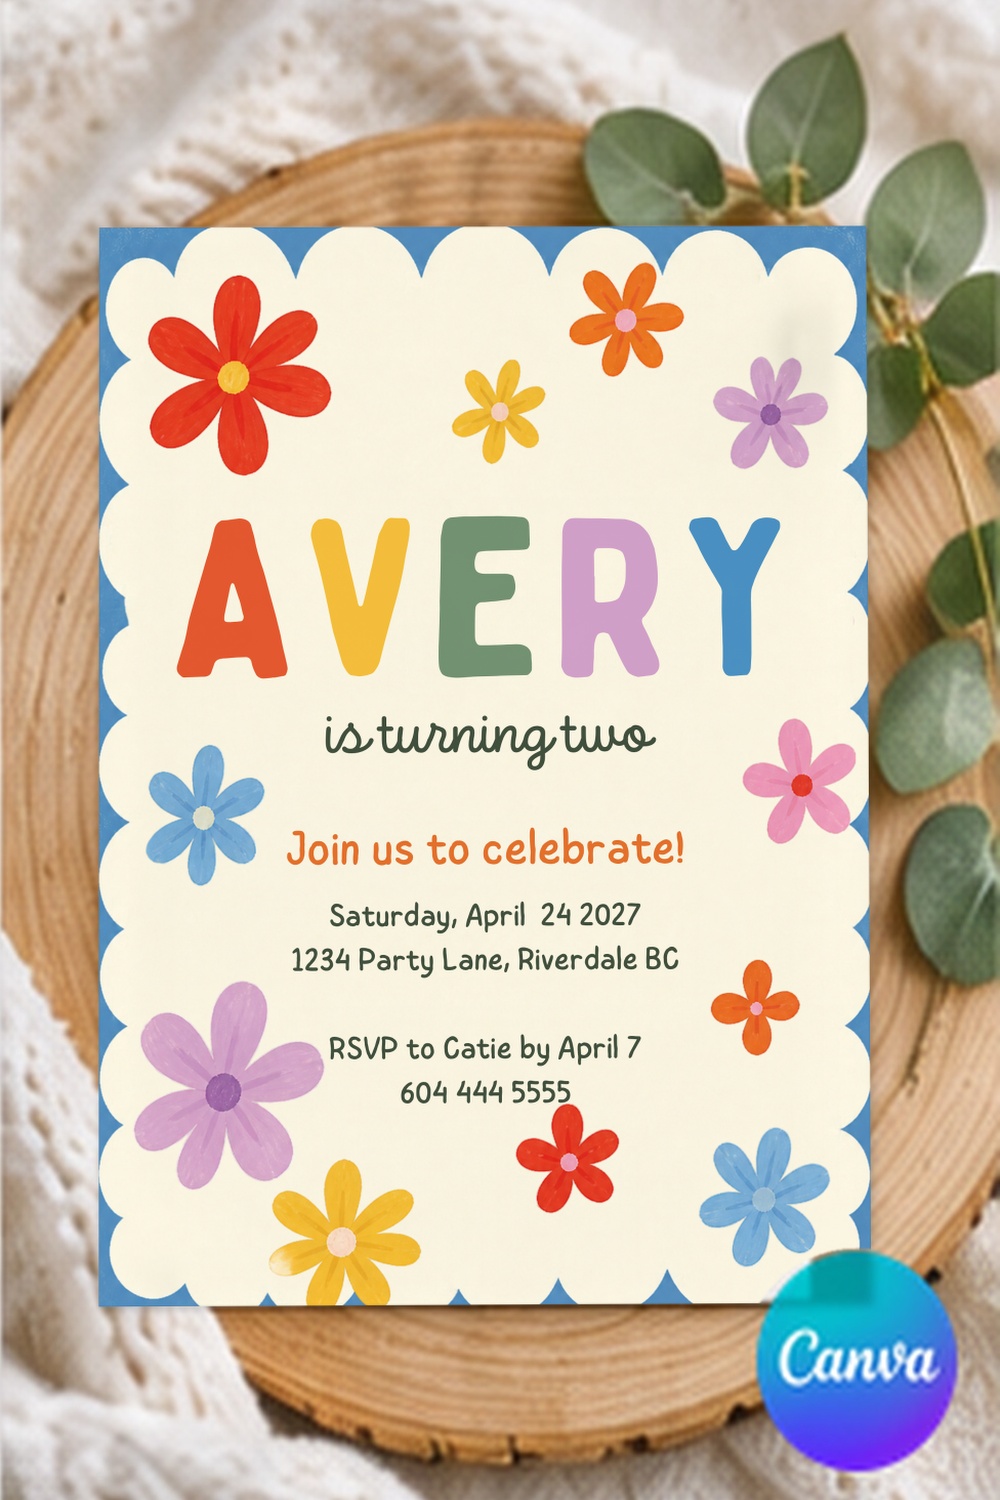 AVERY
is turning two
Join us to celebrate!
Saturday, April 24 2027
1234 Party Lane, Riverdale BC
RSVP to Catie by April 7
604 444 5555
Canva